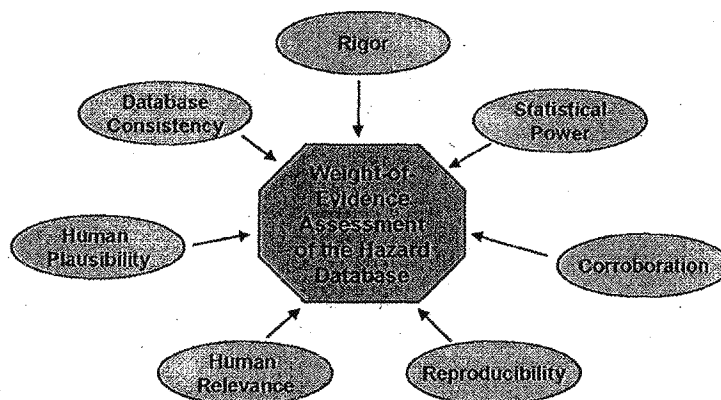 Rigor
Database
Consistency
Statistical
Power
Weight-of-
Evidence
Assessment
of the Hazard
Database
Human
Plausibility
Corroboration
Human
Relevance
Reproducibility